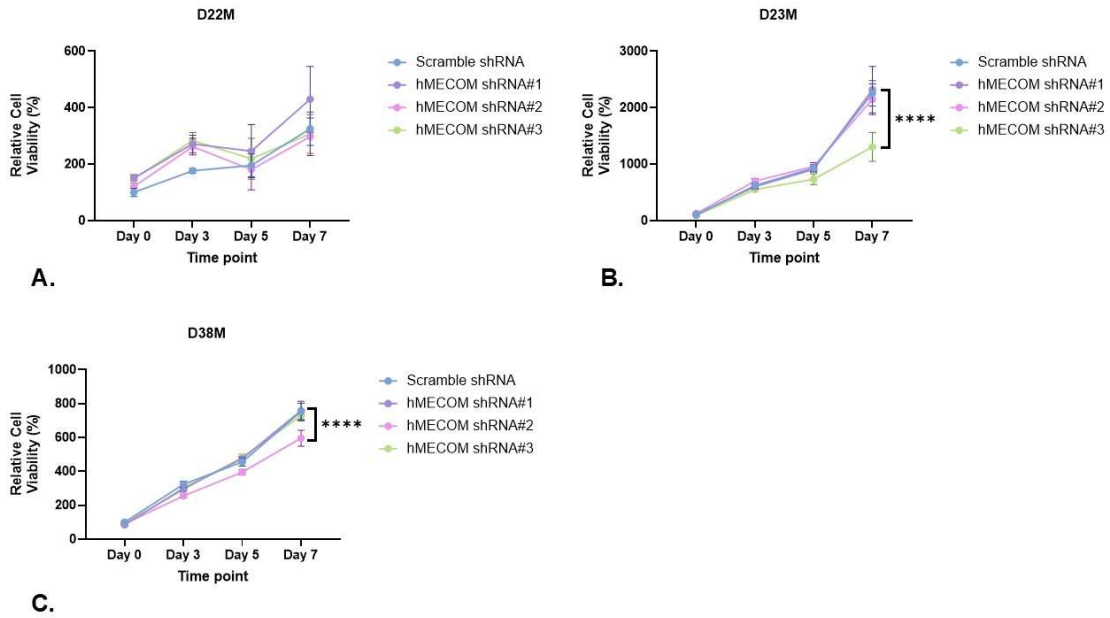 D22M
600
400
200
0
Relative Cell
Viability (%)
Day 0 Day 3 Day 5 Day 7
Time point
Scramble shRNA
hMECOM shRNA#1
hMECOM shRNA#2
hMECOM shRNA#3
A.
D23M
3000
2000
1000
0
Relative Cell
Viability (%)
Day 0 Day 3 Day 5 Day 7
Time point
****
Scramble shRNA
hMECOM shRNA#1
hMECOM shRNA#2
hMECOM shRNA#3
B.
D38M
1000
800
600
400
200
0
Relative Cell
Viability (%)
Day 0 Day 3 Day 5 Day 7
Time point
****
Scramble shRNA
hMECOM shRNA#1
hMECOM shRNA#2
hMECOM shRNA#3
C.